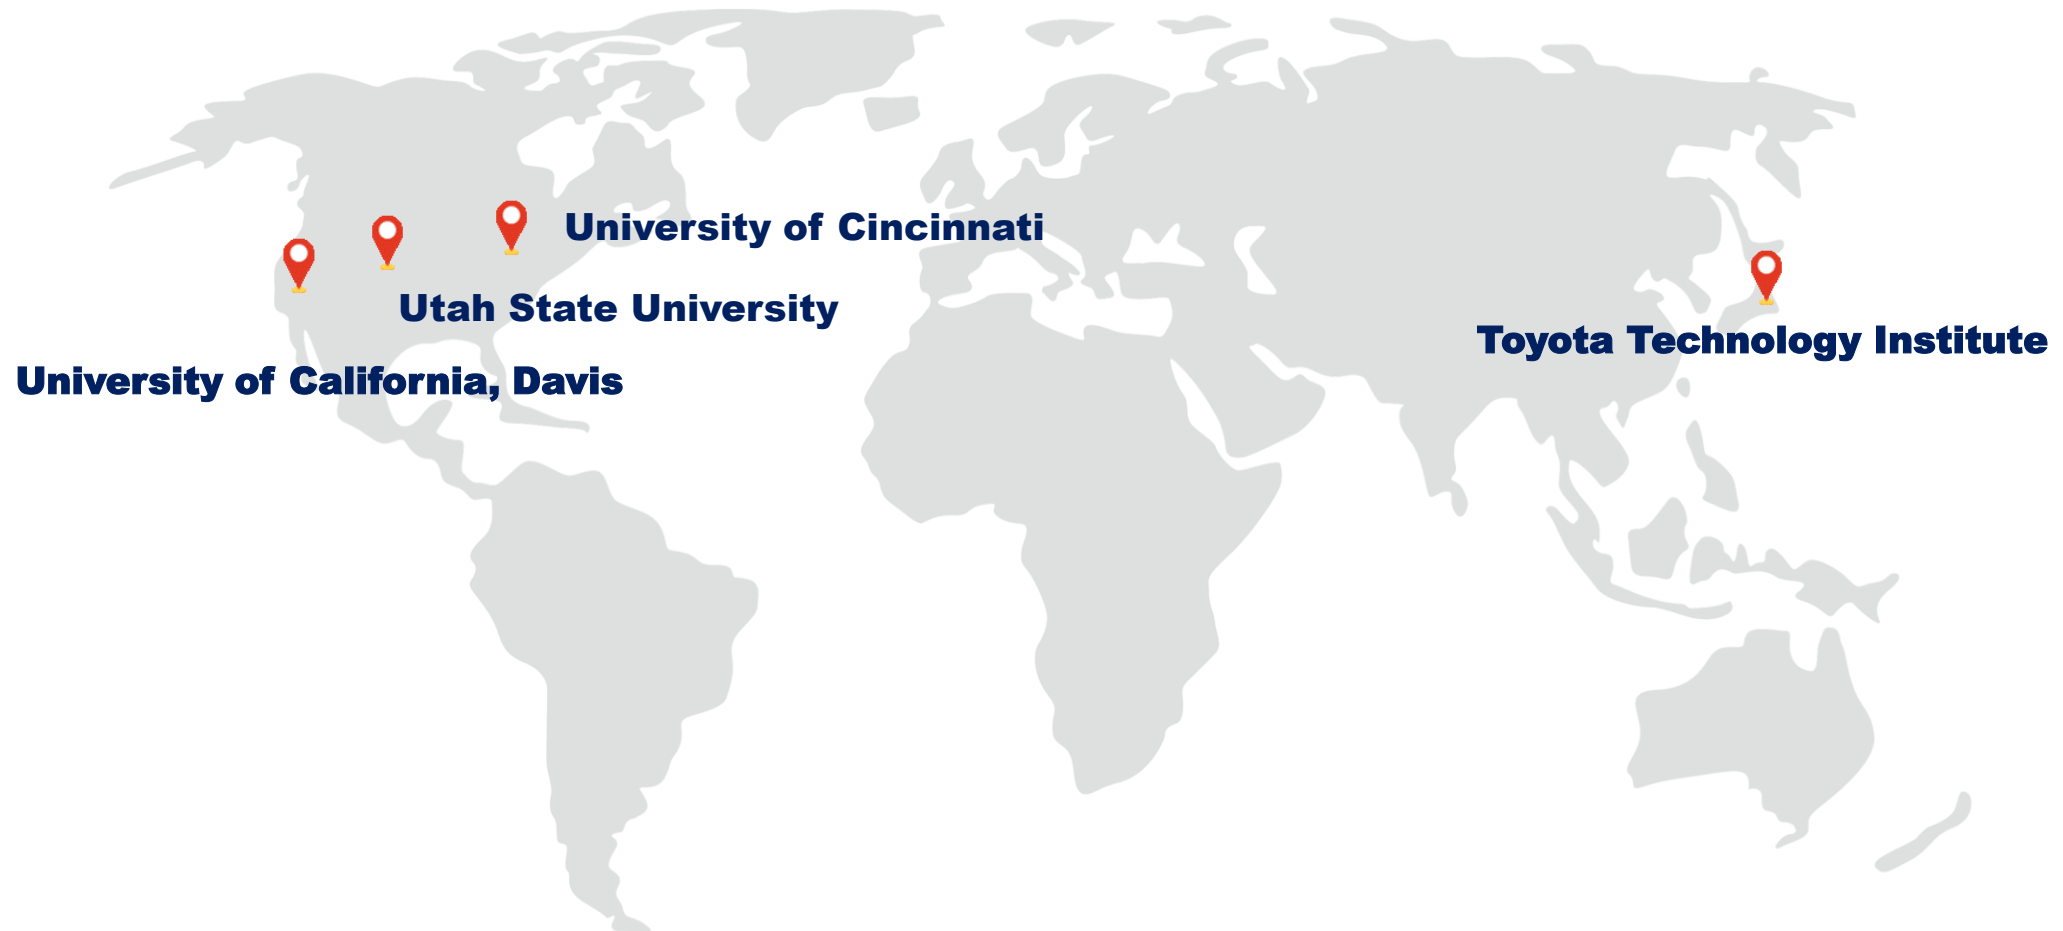 University of Cincinnati
Utah State University
Toyota Technology Institute
University of California, Davis